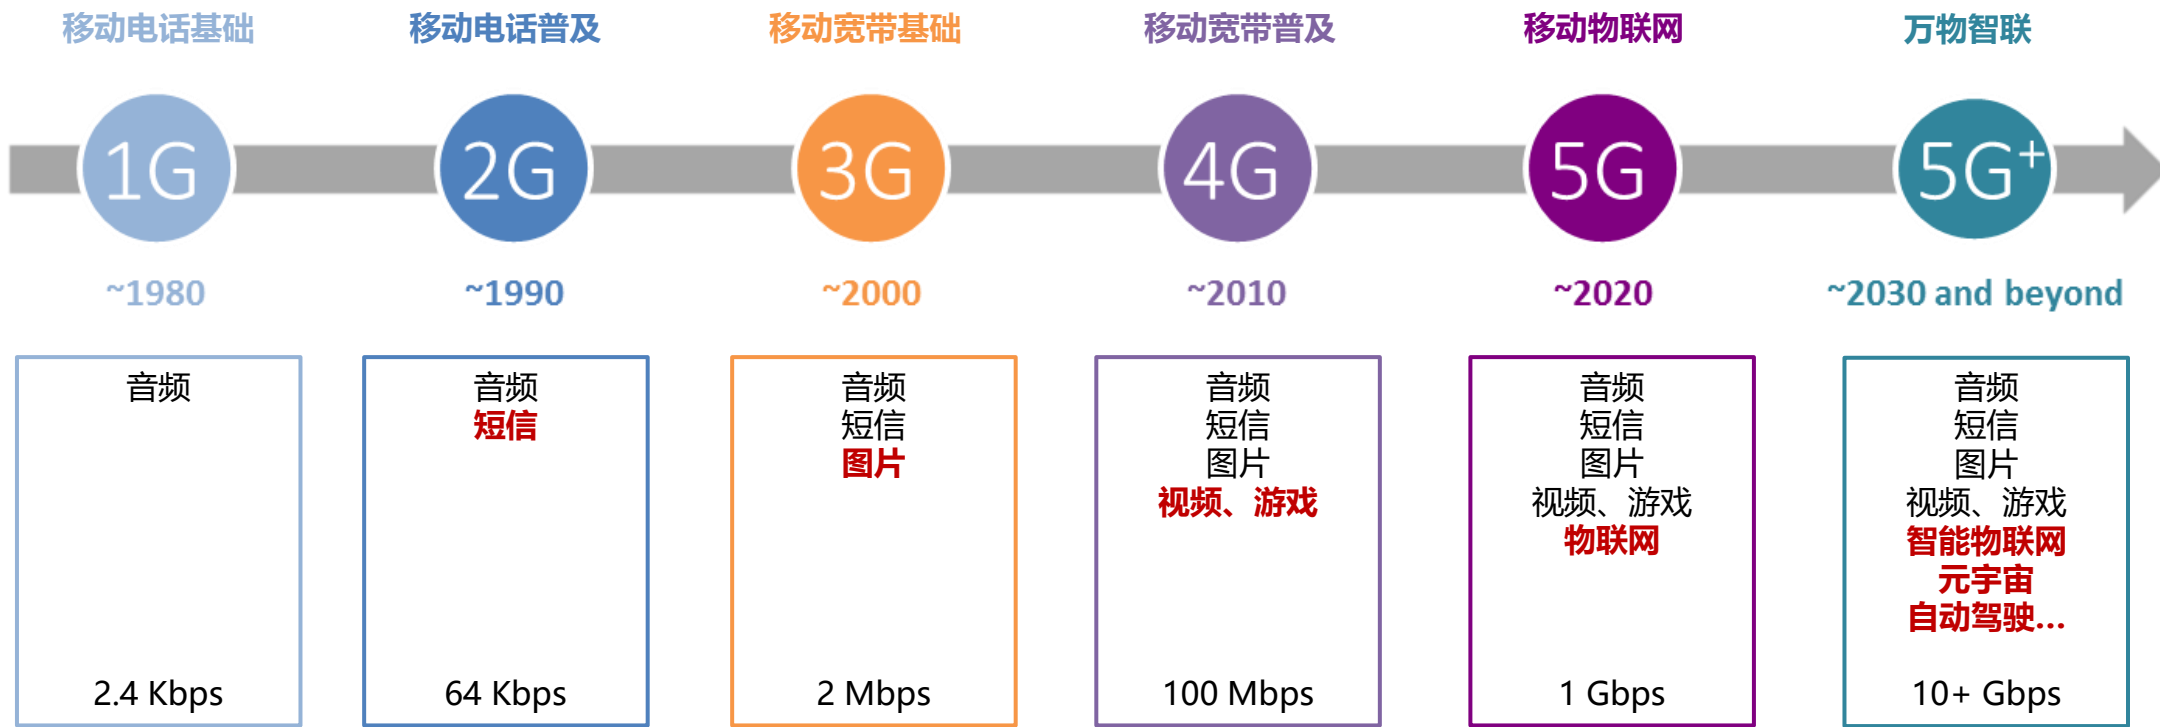 移动电话基础
移动电话普及
移动宽带基础
移动宽带普及
移动物联网
万物智联
1G
2G
3G
4G
5G
5G+
~1980
~1990
~2000
~2010
~2020
~2030 and beyond
音频
2.4 Kbps
音频
短信
64 Kbps
音频
短信
图片
2 Mbps
音频
短信
图片
视频、游戏
100 Mbps
音频
短信
图片
视频、游戏
物联网
1 Gbps
音频
短信
图片
视频、游戏
智能物联网
元宇宙
自动驾驶...
10+ Gbps